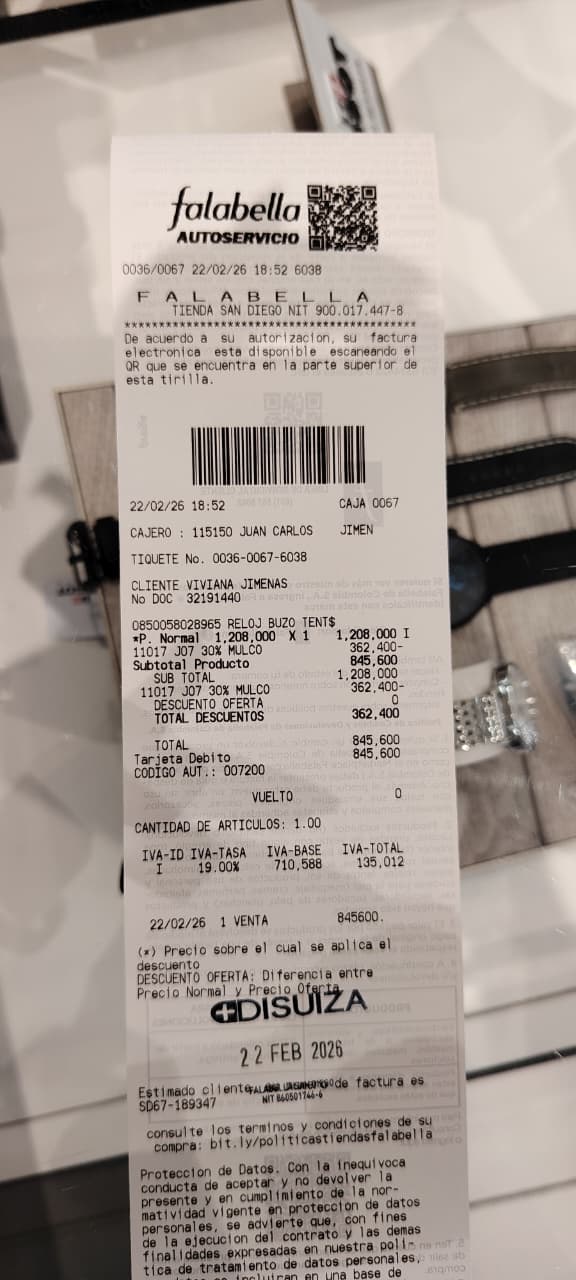 falabella
AUTOSERVICIO
0036/0067 22/02/26 18:52 6038
F A L A B E L L A
TIENDA SAN DIEGO NIT 900.017.447-8
******************************************
De acuerdo a su autorizacion, su factura
electronica esta disponible escaneando el
QR que se encuentra en la parte superior de
esta tirilla.
22/02/26 18:52 CAJA 0067
CAJERO : 115150 JUAN CARLOS JIMEN
TIQUETE No. 0036-0067-6038
CLIENTE VIVIANA JIMENAS
No DOC 32191440
0850058028965 RELOJ BUZO TENT$
*P. Normal 1,208,000 X 1 1,208,000 I
11017 J07 30% MULCO 362,400-
Subtotal Producto 845,600
SUB TOTAL 1,208,000
11017 J07 30% MULCO 362,400-
DESCUENTO OFERTA 0
TOTAL DESCUENTOS 362,400
TOTAL 845,600
Tarjeta Debito 845,600
CODIGO AUT.: 007200
VUELTO 0
CANTIDAD DE ARTICULOS: 1.00
IVA-ID IVA-TASA IVA-BASE IVA-TOTAL
I 19.00% 710,588 135,012
22/02/26 1 VENTA 845600.
(*) Precio sobre el cual se aplica el
descuento
DESCUENTO OFERTA: Diferencia entre
Precio Normal y Precio Oferta
DISUIZA
22 FEB 2026
Estimado cliente de factura es
NIT 860501746-6
SD67-189347
consulte los terminos y condiciones de su
compra: bit.ly/politicastiendasfalabella
Proteccion de Datos. Con la inequivoca
conducta de aceptar y no devolver la
presente y en cumplimiento de la nor-
matividad vigente en proteccion de datos
personales, se advierte que, con fines
de la ejecucion del contrato y las demas
finalidades expresadas en nuestra poli-
tica de tratamiento de datos personales,
incluiran en una base de